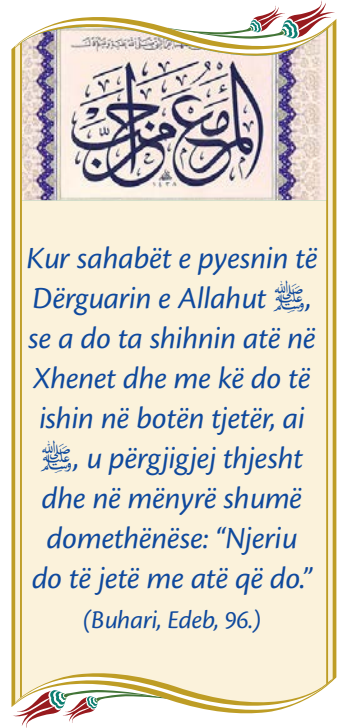 المرء مع من أحب
١٤٣٨
Kur sahabët e pyesnin të
Dërguarin e Allahut ﷺ,
se a do ta shihnin atë në
Xhenet dhe me kë do të
ishin në botën tjetër, ai
ﷺ, u përgjigjej thjesht
dhe në mënyrë shumë
domethënëse: “Njeriu
do të jetë me atë që do.”
(Buhari, Edeb, 96.)